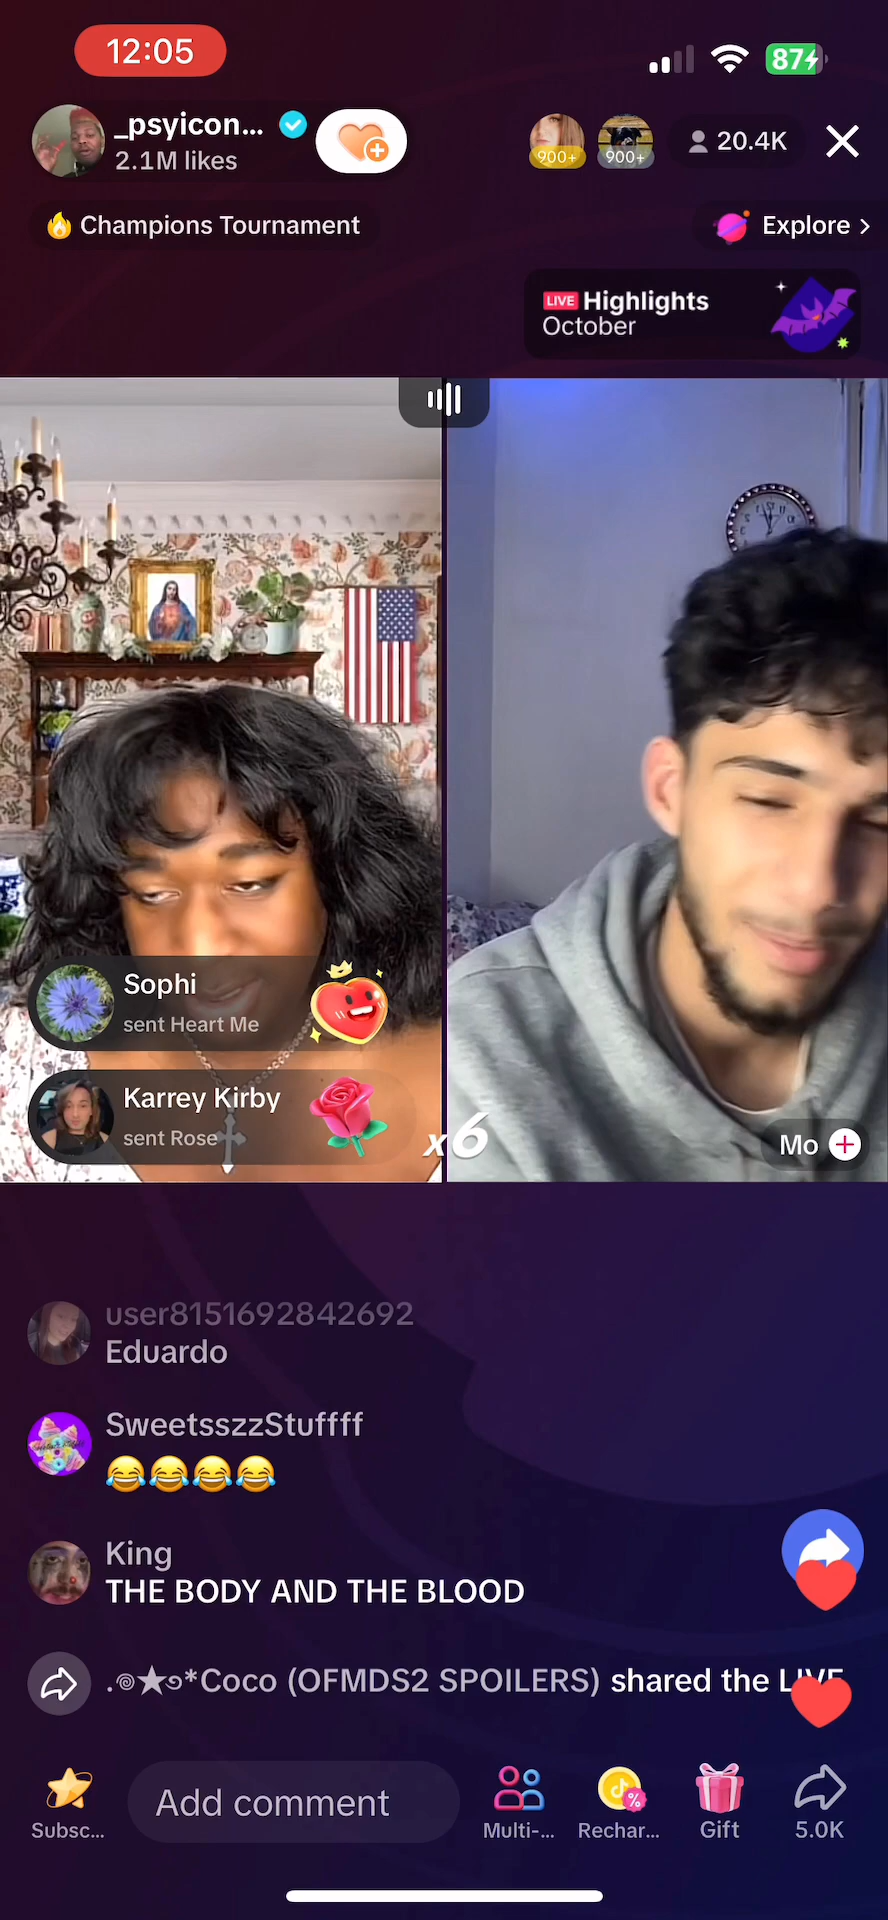 12:05
87
_psyicon...
2.1M likes
900+
900+
20.4K
Champions Tournament
Explore >
LIVE Highlights
October
Sophi
sent Heart Me
Karrey Kirby
sent Rose
x6
Mo
user8151692842692
Eduardo
SweetsszzStuffff
😂😂😂😂
King
THE BODY AND THE BLOOD
.๑★و*Coco (OFMDS2 SPOILERS) shared the LIVE
Subsc...
Add comment
Multi-...
Rechar...
Gift
5.0K